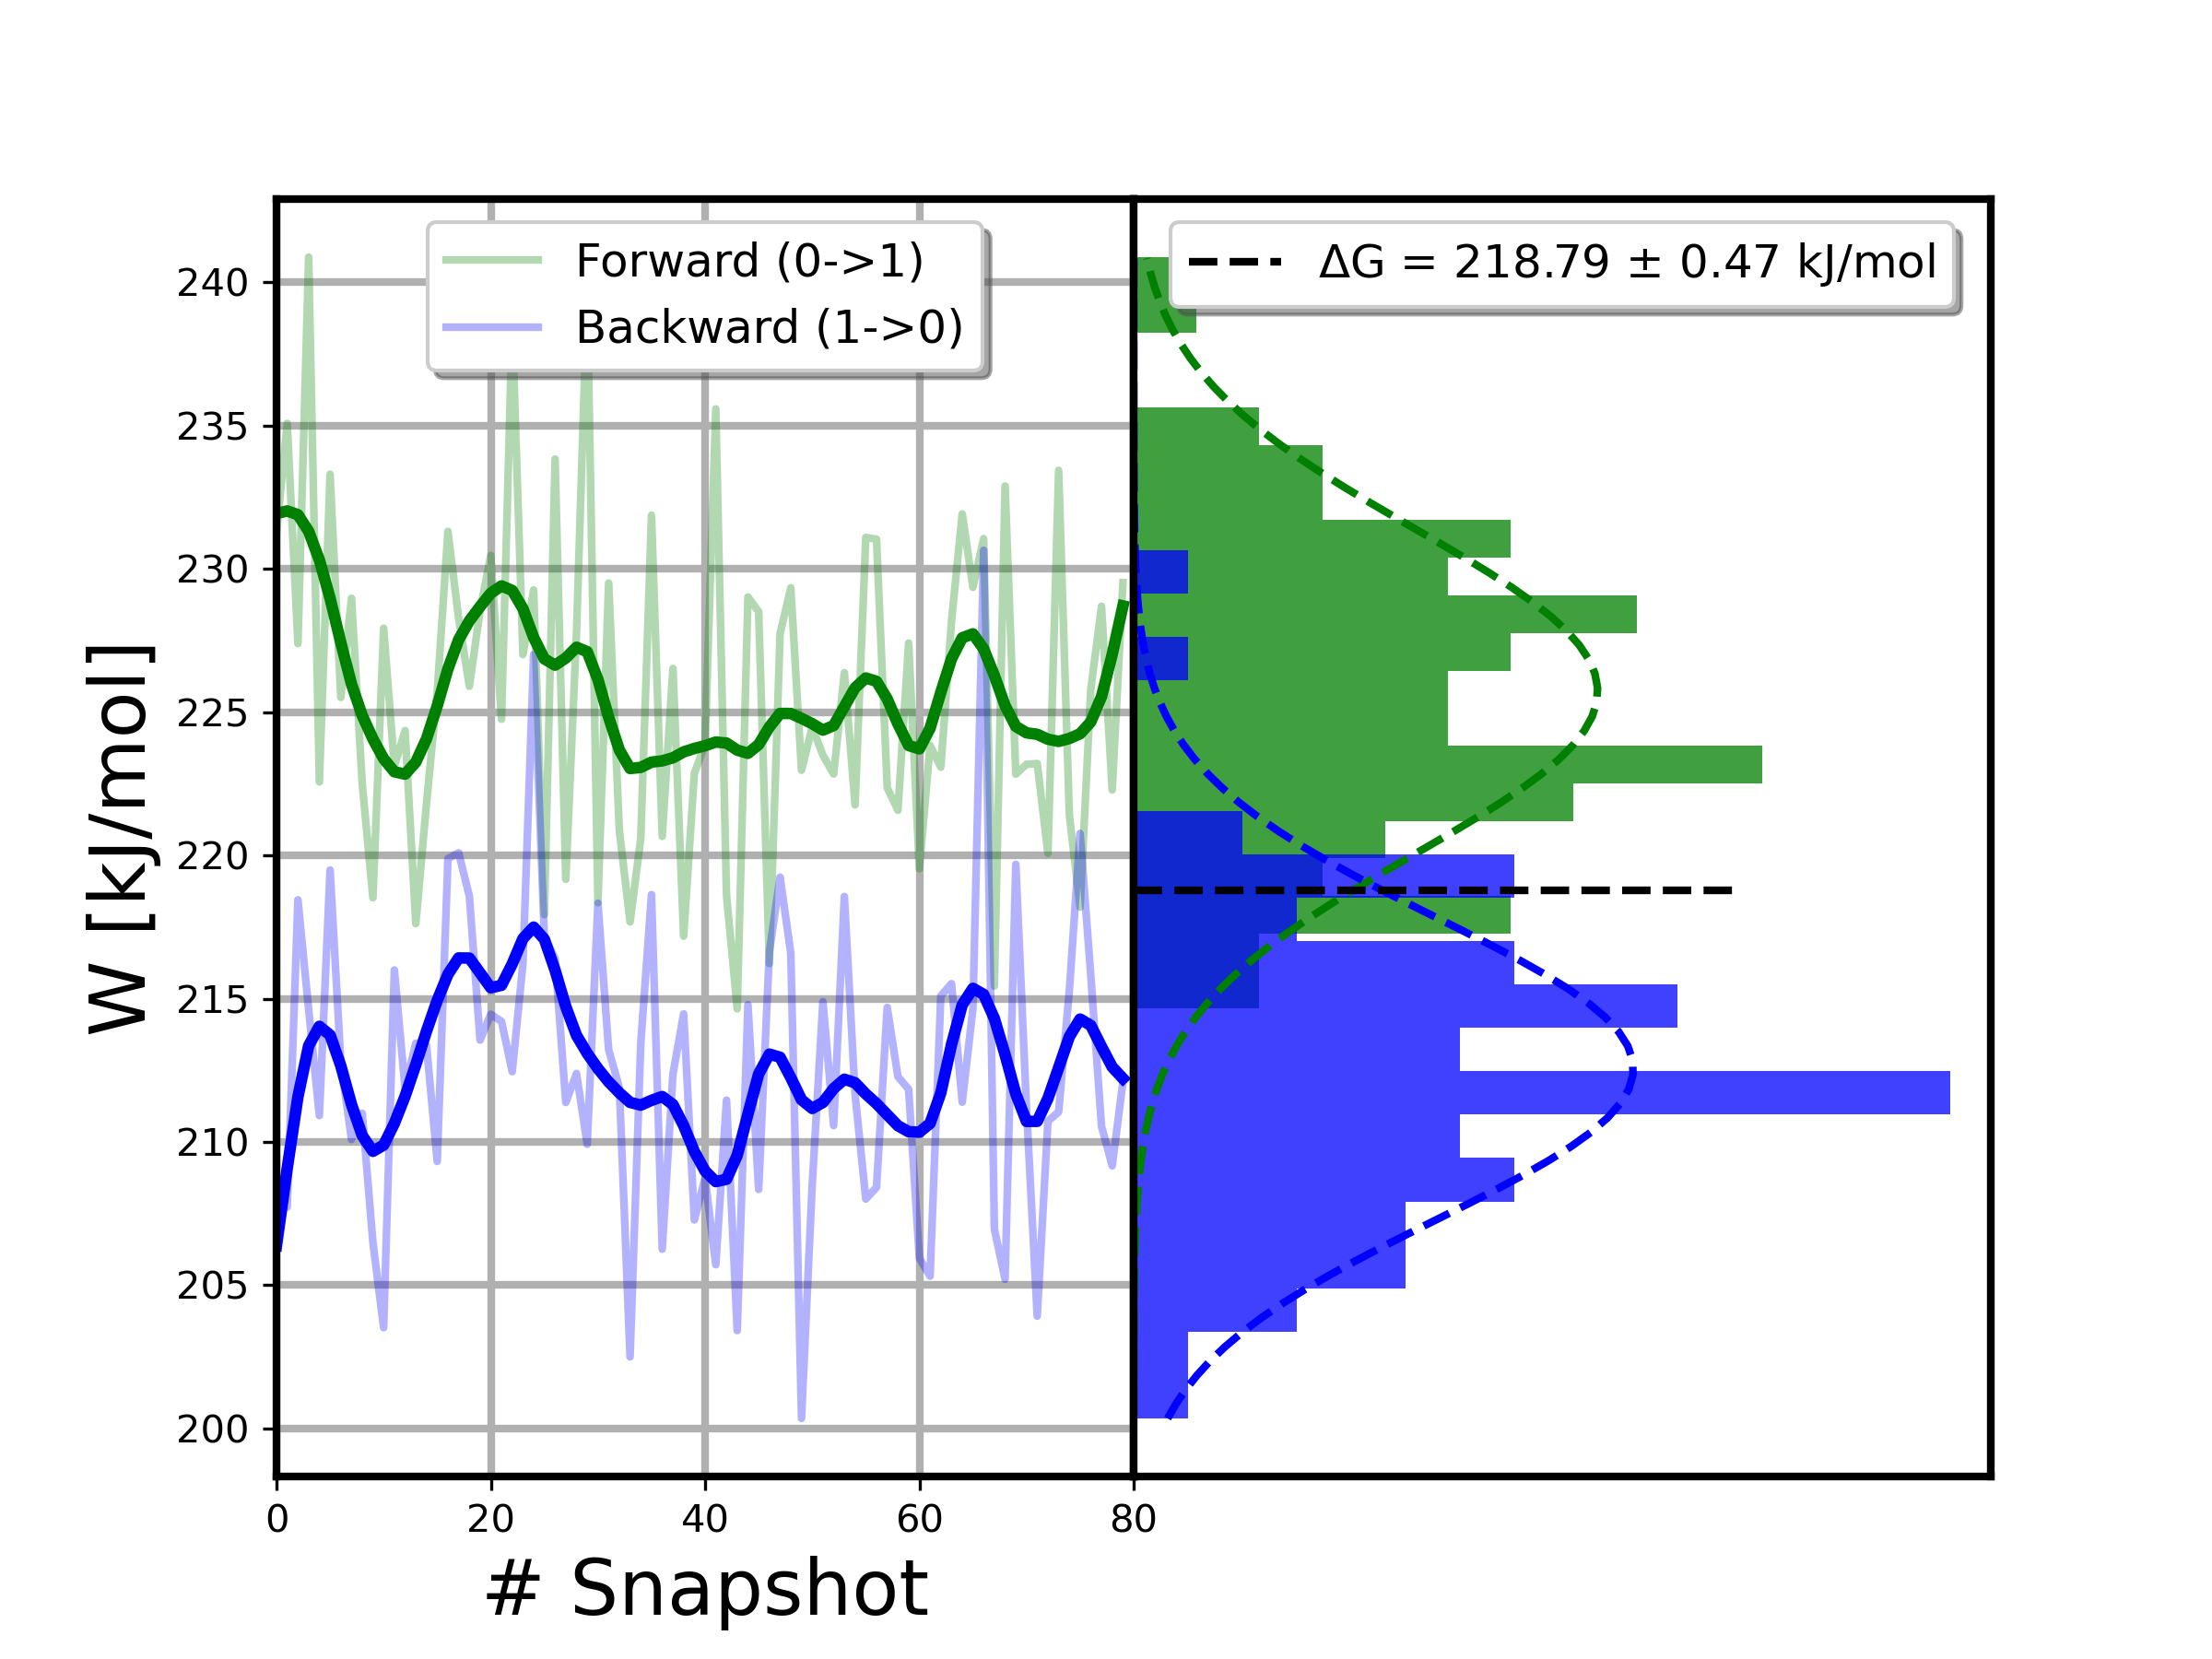 Forward (0->1)
Backward (1->0)
ΔG = 218.79 ± 0.47 kJ/mol
240
235
230
225
220
215
210
205
200
W [kJ/mol]
0
20
40
60
80
# Snapshot